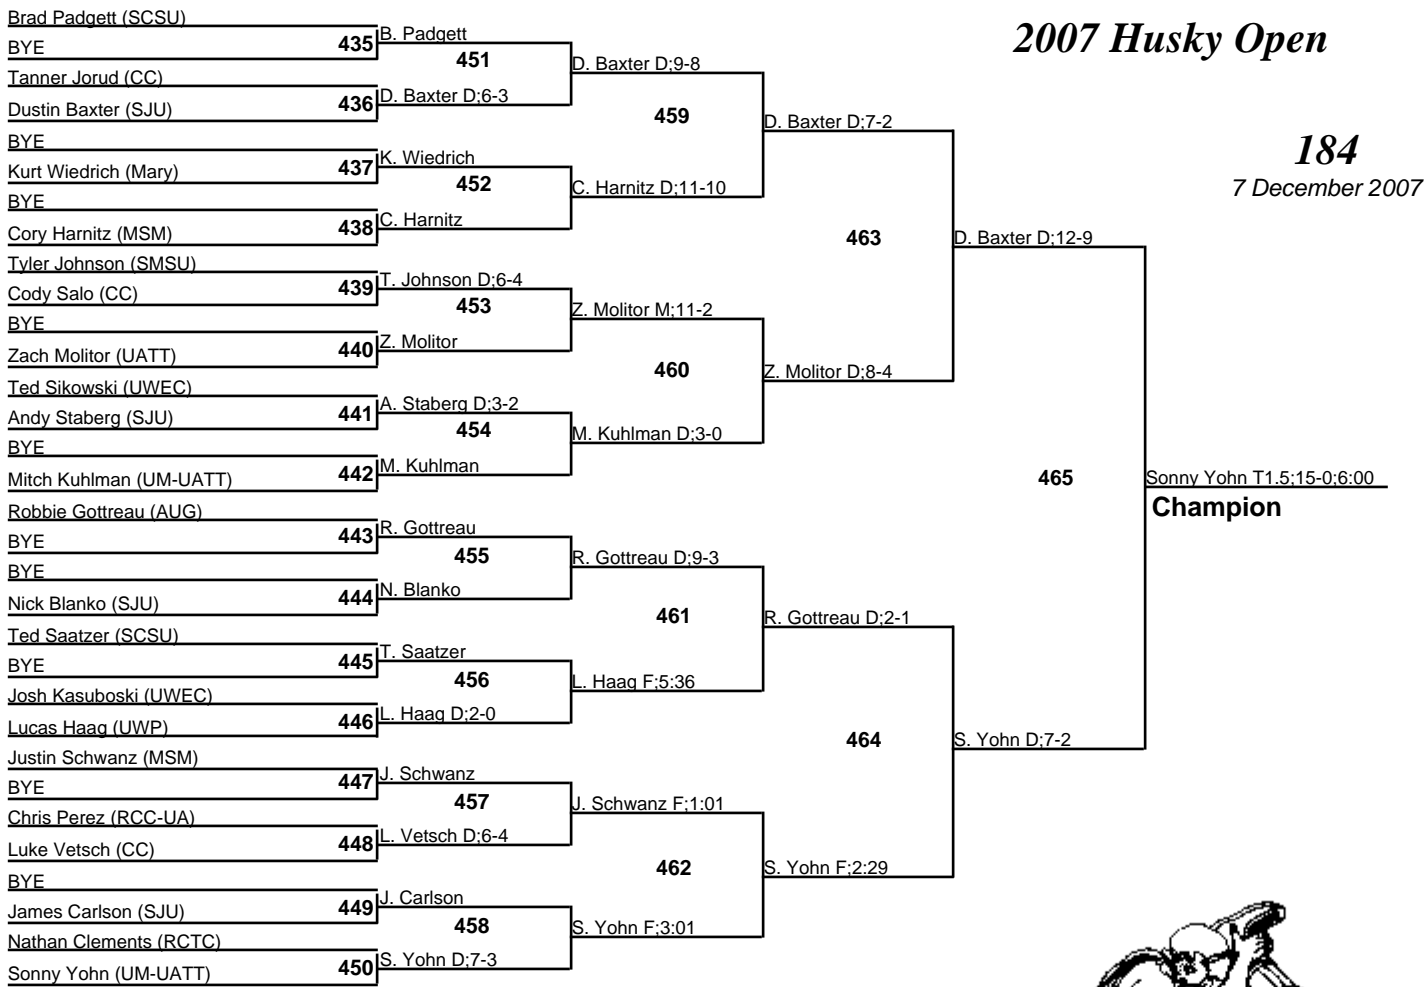 2007 Husky Open
184
7 December 2007
Brad Padgett (SCSU)
BYE
435
Tanner Jorud (CC)
Dustin Baxter (SJU)
436
BYE
Kurt Wiedrich (Mary)
437
BYE
Cory Harnitz (MSM)
438
Tyler Johnson (SMSU)
Cody Salo (CC)
439
BYE
Zach Molitor (UATT)
440
Ted Sikowski (UWEC)
Andy Staberg (SJU)
441
BYE
Mitch Kuhlman (UM-UATT)
442
Robbie Gottreau (AUG)
BYE
443
BYE
Nick Blanko (SJU)
444
Ted Saatzer (SCSU)
BYE
445
Josh Kasuboski (UWEC)
Lucas Haag (UWP)
446
Justin Schwanz (MSM)
BYE
447
Chris Perez (RCC-UA)
Luke Vetsch (CC)
448
BYE
James Carlson (SJU)
449
Nathan Clements (RCTC)
Sonny Yohn (UM-UATT)
450
B. Padgett
451
D. Baxter D;6-3
K. Wiedrich
452
C. Harnitz
T. Johnson D;6-4
453
Z. Molitor
A. Staberg D;3-2
454
M. Kuhlman
R. Gottreau
455
N. Blanko
T. Saatzer
456
L. Haag D;2-0
J. Schwanz
457
L. Vetsch D;6-4
J. Carlson
458
S. Yohn D;7-3
D. Baxter D;9-8
459
C. Harnitz D;11-10
Z. Molitor M;11-2
460
M. Kuhlman D;3-0
R. Gottreau D;9-3
461
L. Haag F;5:36
J. Schwanz F;1:01
462
S. Yohn F;3:01
D. Baxter D;7-2
463
Z. Molitor D;8-4
R. Gottreau D;2-1
464
S. Yohn F;2:29
D. Baxter D;12-9
465
S. Yohn D;7-2
Sonny Yohn T1.5;15-0;6:00
Champion